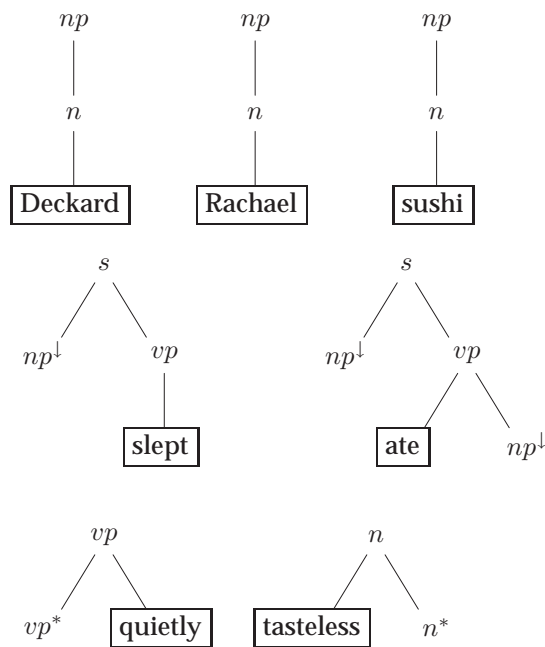 np np np
n n n
Deckard Rachael sushi
s s
np↓ vp np↓ vp
slept ate np↓
vp n
vp* quietly tasteless n*